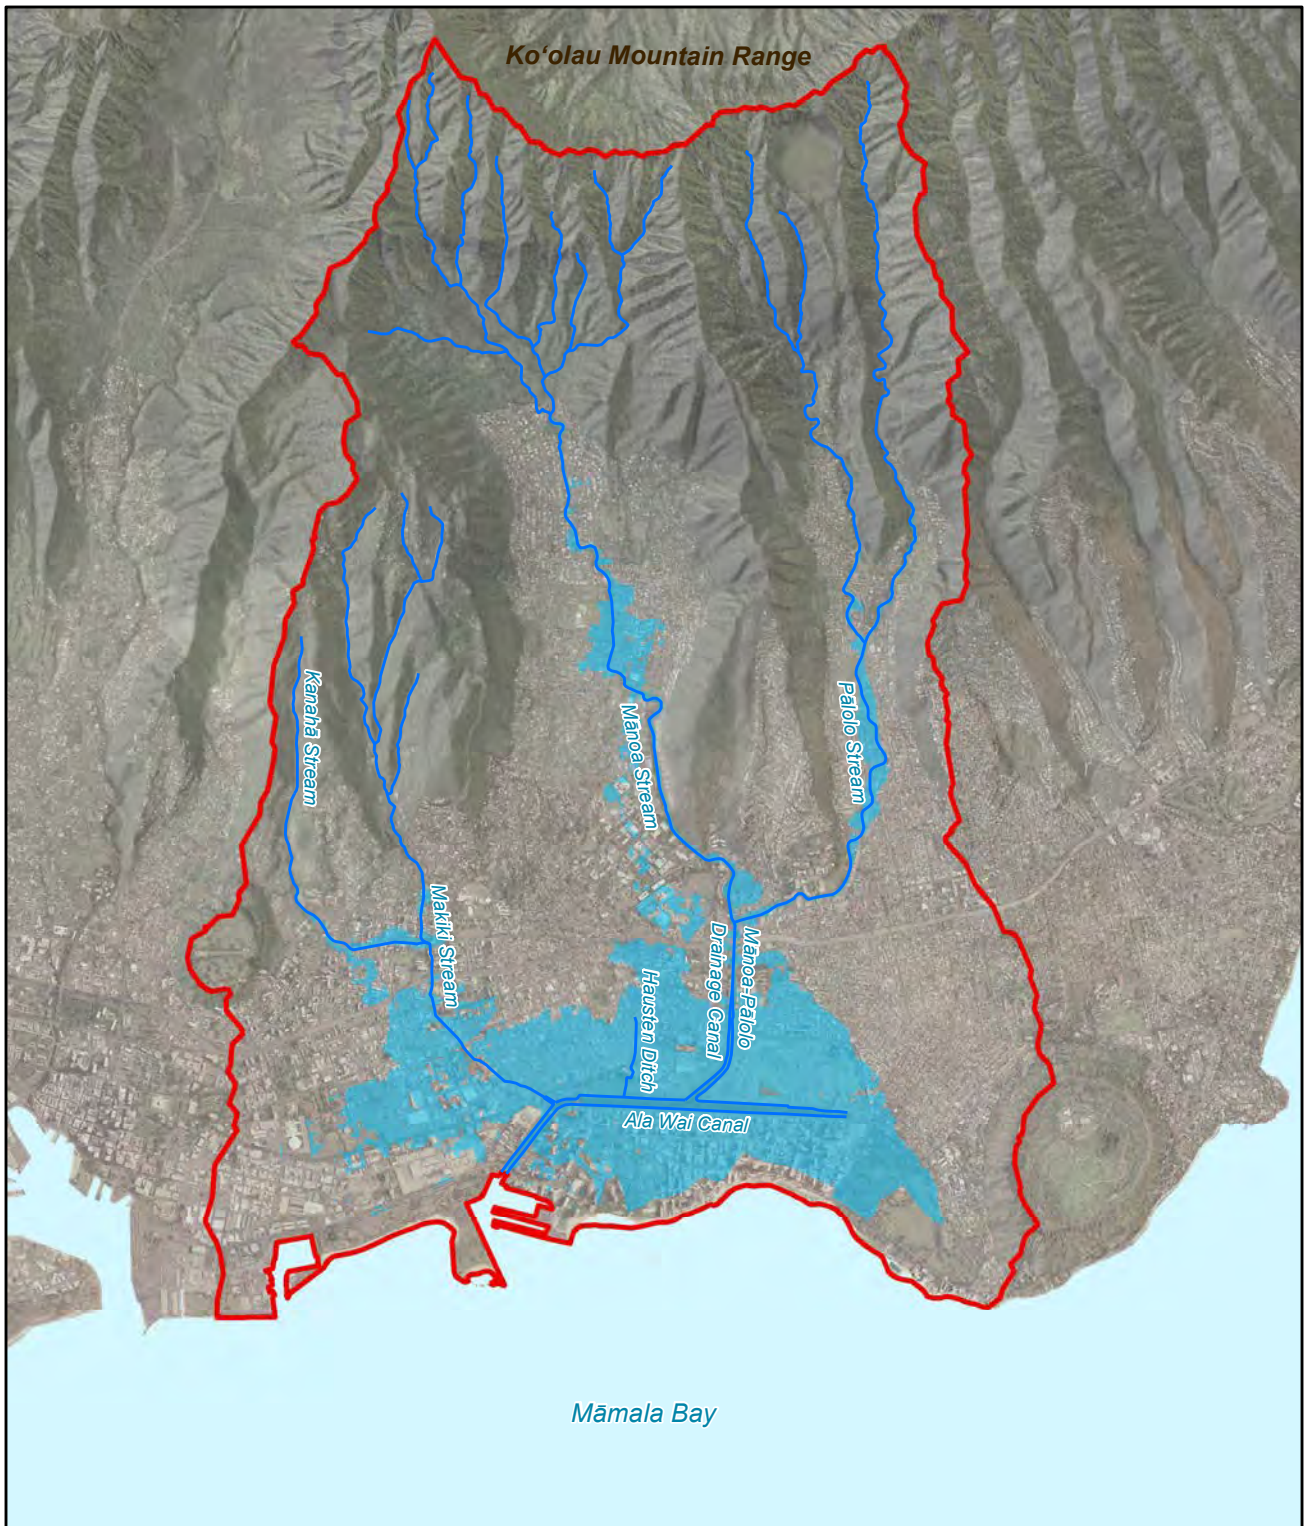 Ko‘olau Mountain Range
Kanahā Stream
Mānoa Stream
Pālolo Stream
Makiki Stream
Hausten Ditch
Mānoa-Pālolo
Drainage Canal
Ala Wai Canal
Māmala Bay